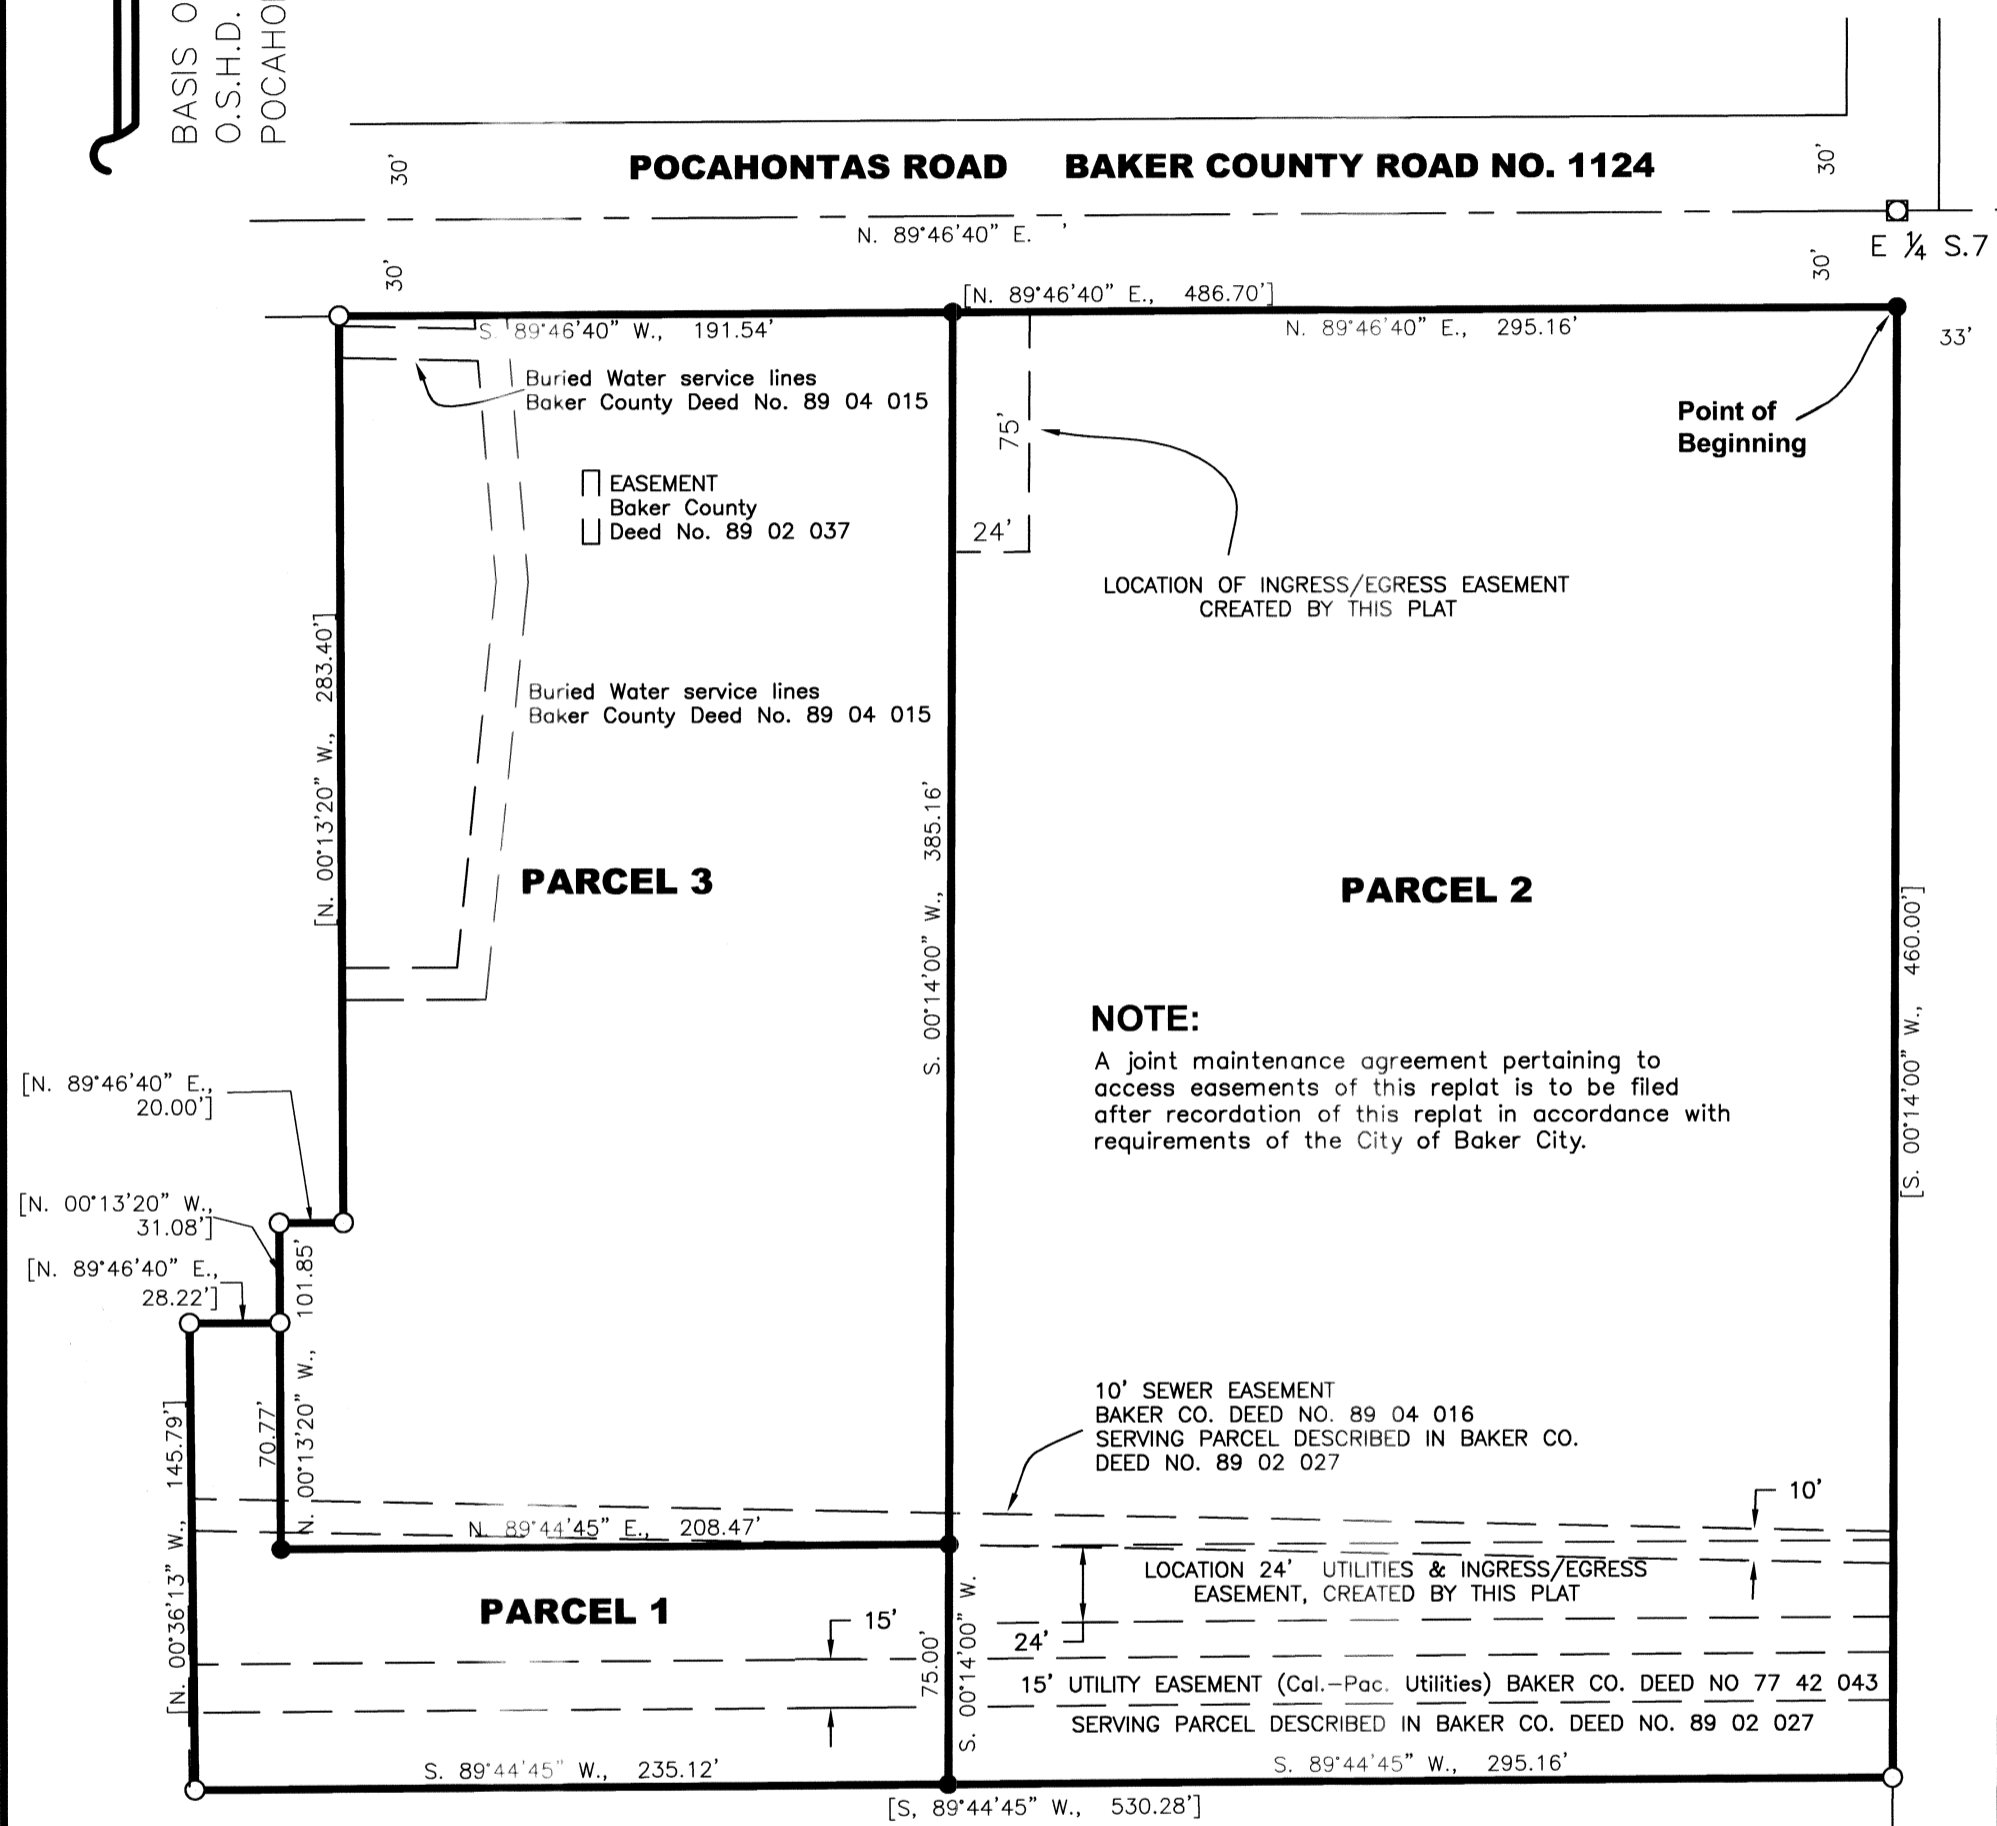 BASIS O
O.S.H.D.
POCAHO
30'
POCAHONTAS ROAD BAKER COUNTY ROAD NO. 1124
30'
N. 89°46'40" E. '
E ¼ S.7
30'
30'
[N. 89°46'40" E., 486.70']
S. 89°46'40" W., 191.54'
N. 89°46'40" E., 295.16'
33'
Buried Water service lines
Baker County Deed No. 89 04 015
75'
Point of
Beginning
EASEMENT
Baker County
Deed No. 89 02 037
24'
LOCATION OF INGRESS/EGRESS EASEMENT
CREATED BY THIS PLAT
[N. 00°13'20" W., 283.40']
Buried Water service lines
Baker County Deed No. 89 04 015
S. 00°14'00" W., 385.16'
PARCEL 3
PARCEL 2
[S. 00°14'00" W., 460.00']
NOTE:
A joint maintenance agreement pertaining to
access easements of this replat is to be filed
after recordation of this replat in accordance with
requirements of the City of Baker City.
[N. 89°46'40" E.,
20.00']
[N. 00°13'20" W.,
31.08']
[N. 89°46'40" E.,
28.22']
N. 00°13'20" W., 101.85'
70.77'
[N. 00°36'13" W., 145.79']
10' SEWER EASEMENT
BAKER CO. DEED NO. 89 04 016
SERVING PARCEL DESCRIBED IN BAKER CO.
DEED NO. 89 02 027
10'
N. 89°44'45" E., 208.47'
LOCATION 24' UTILITIES & INGRESS/EGRESS
EASEMENT, CREATED BY THIS PLAT
PARCEL 1
15'
24'
75.00'
S. 00°14'00" W.
15' UTILITY EASEMENT (Cal.-Pac. Utilities) BAKER CO. DEED NO 77 42 043
SERVING PARCEL DESCRIBED IN BAKER CO. DEED NO. 89 02 027
S. 89°44'45" W., 235.12'
S. 89°44'45" W., 295.16'
[S, 89°44'45" W., 530.28']